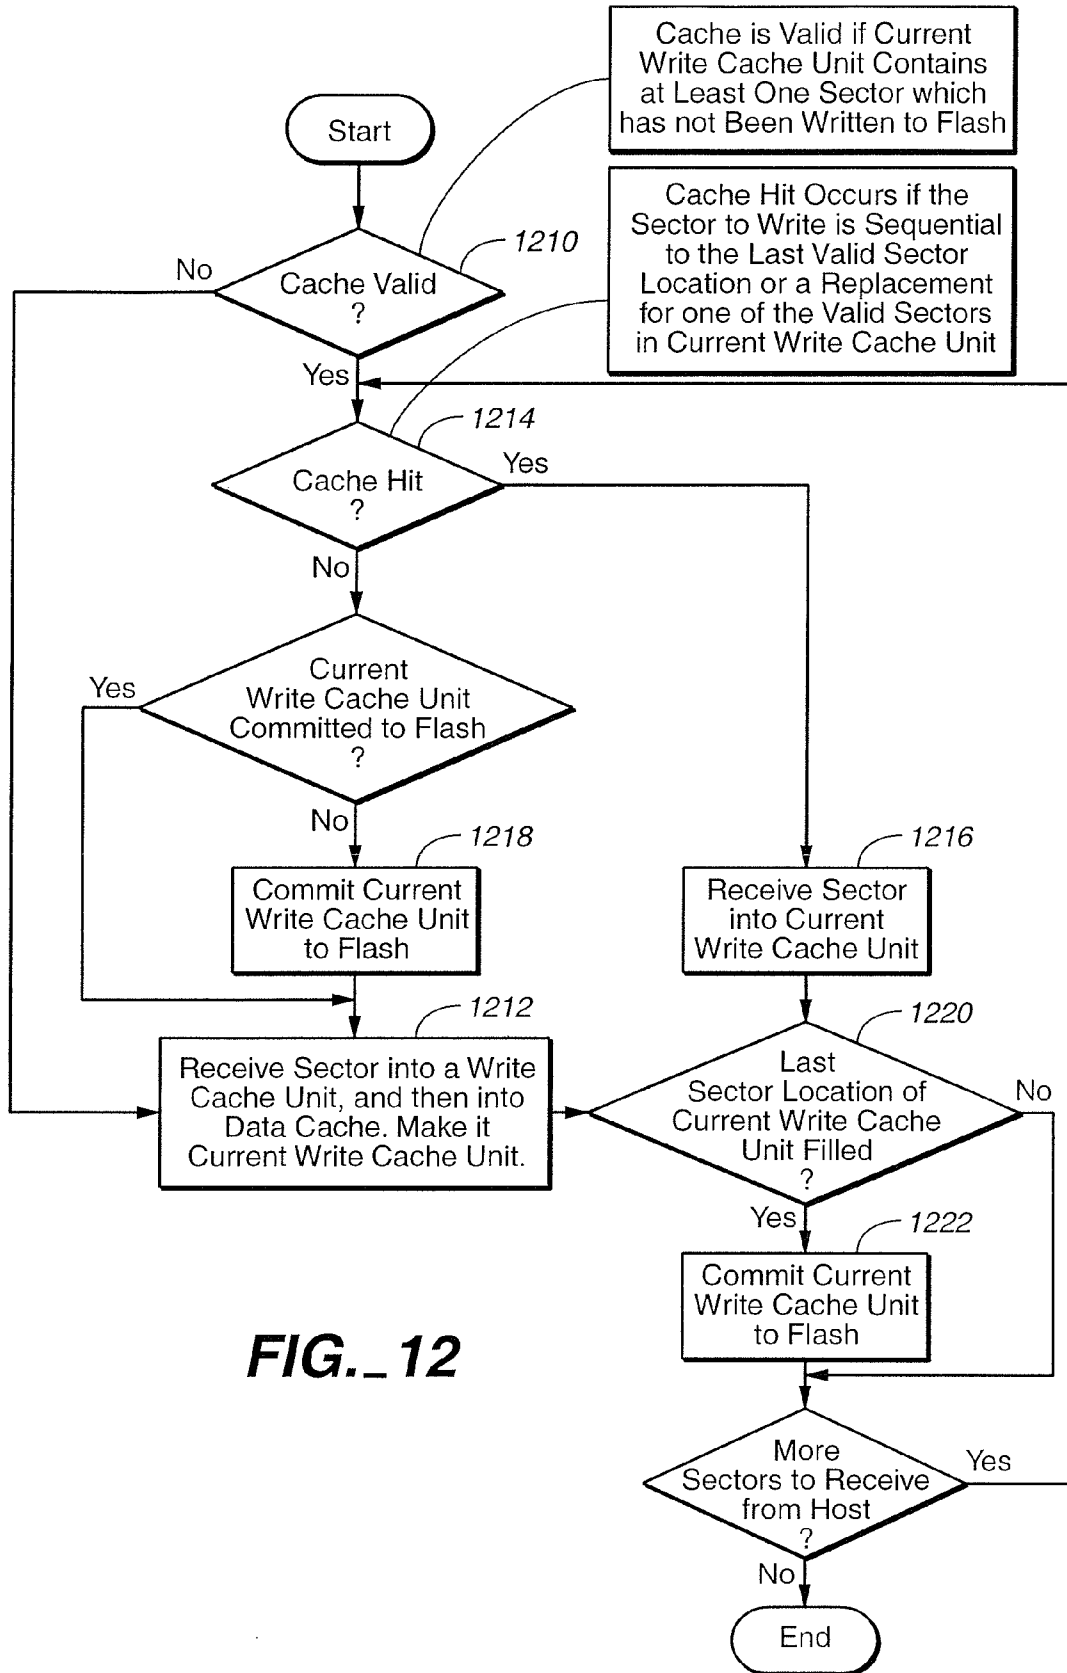 Cache is Valid if Current
Write Cache Unit Contains
at Least One Sector which
has not Been Written to Flash
Start
Cache Hit Occurs if the
Sector to Write is Sequential
to the Last Valid Sector
Location or a Replacement
for one of the Valid Sectors
in Current Write Cache Unit
1210
No
Cache Valid
?
Yes
1214
Cache Hit
?
Yes
No
Current
Write Cache Unit
Committed to Flash
?
Yes
No
1218
Commit Current
Write Cache Unit
to Flash
1216
Receive Sector
into Current
Write Cache Unit
1212
Receive Sector into a Write
Cache Unit, and then into
Data Cache. Make it
Current Write Cache Unit.
1220
Last
Sector Location of
Current Write Cache
Unit Filled
?
No
Yes
1222
Commit Current
Write Cache Unit
to Flash
FIG._12
More
Sectors to Receive
from Host
?
Yes
No
End